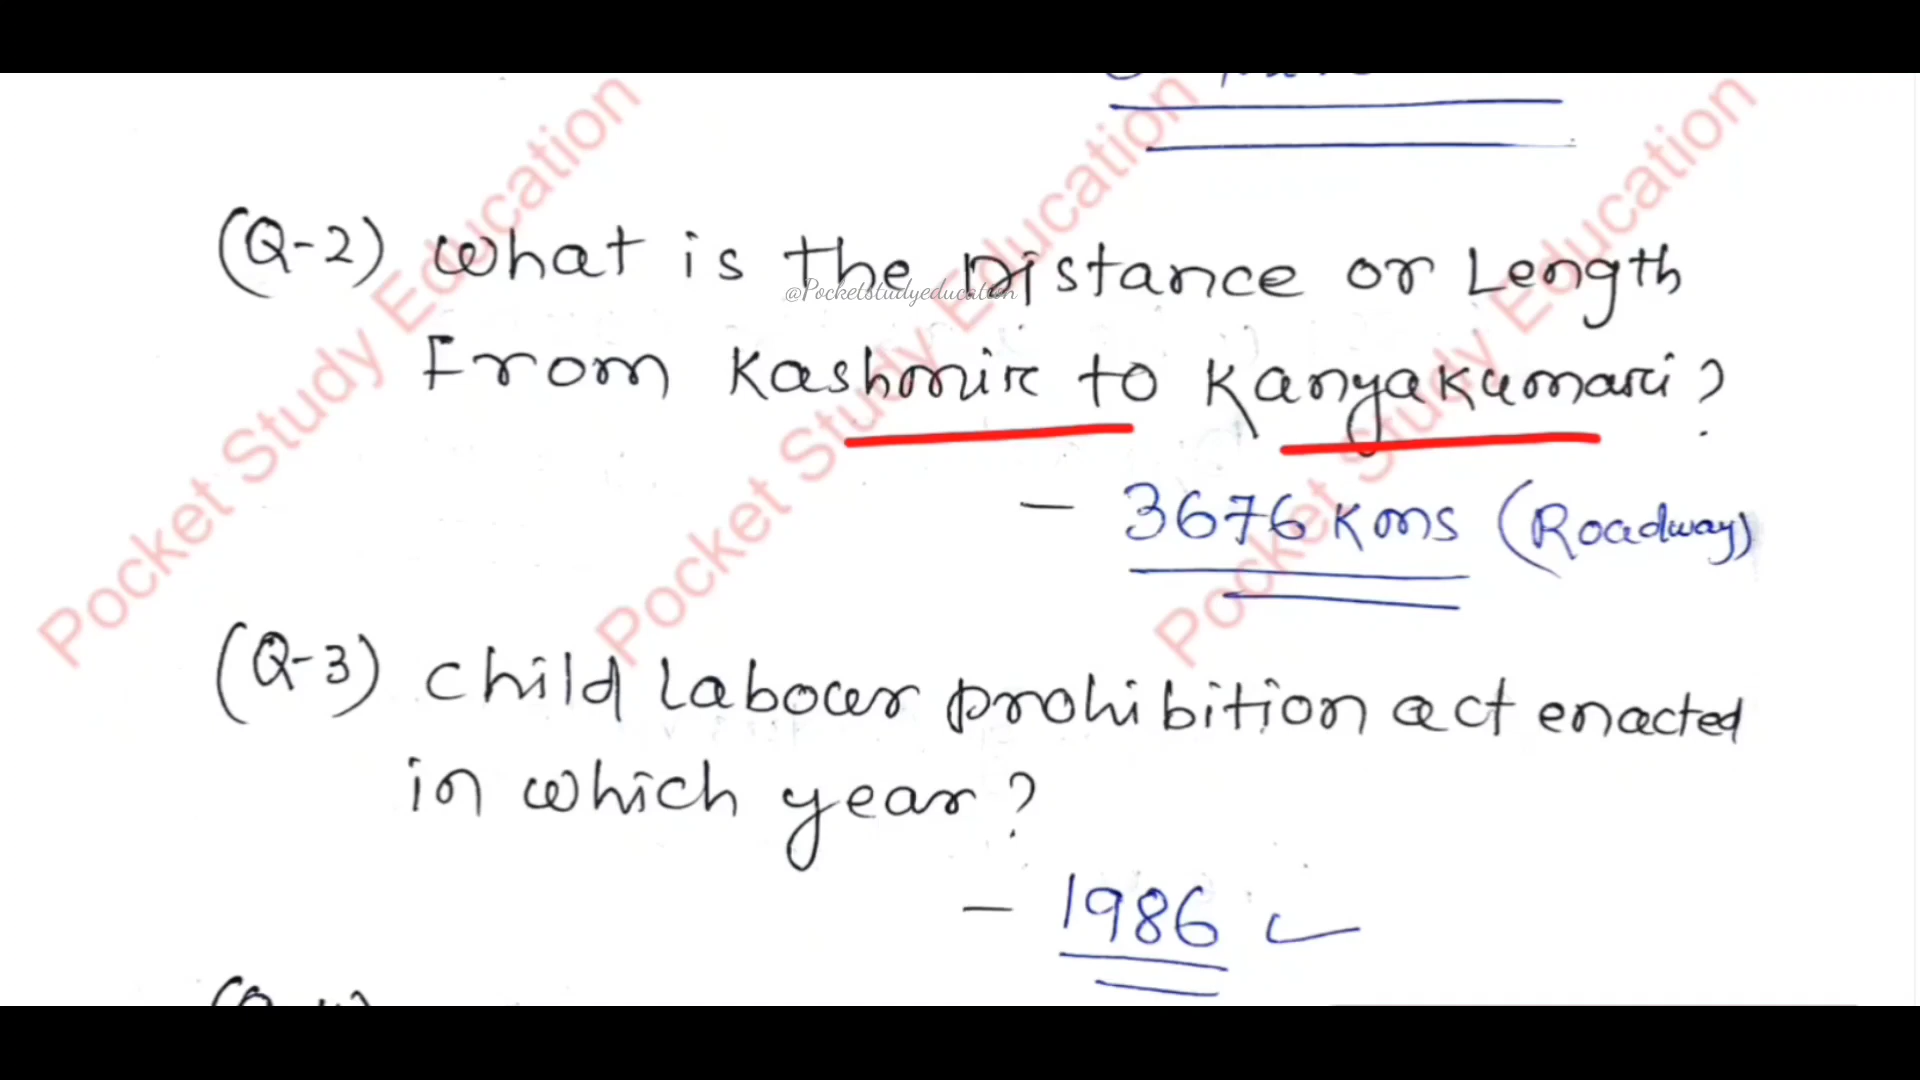 (Q-2) What is the Distance or Length
@Pocketstudyeducation
From Kashmir to Kanyakumari?
- 3676 Kms (Roadway)
(Q-3) Child Labour prohibition act enacted
in which year?
- 1986
Pocket Study Education
Pocket Study Education
Pocket Study Education